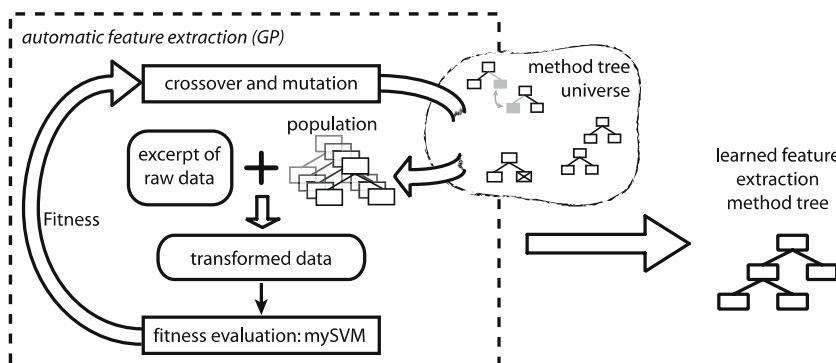 automatic feature extraction (GP)
crossover and mutation
method tree
universe
population
excerpt of
raw data
learned feature
extraction
method tree
Fitness
transformed data
fitness evaluation: mySVM